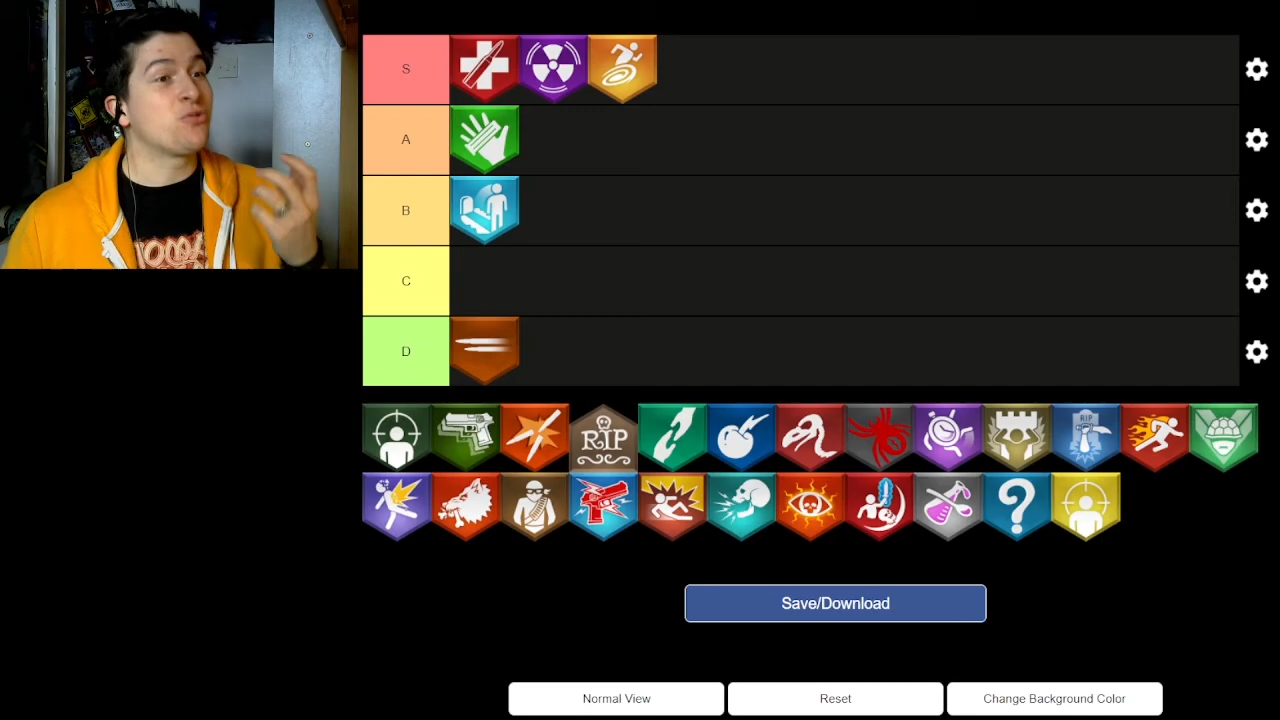 S
A
B
C
D
RIP
RIP
?
Save/Download
Normal View
Reset
Change Background Color